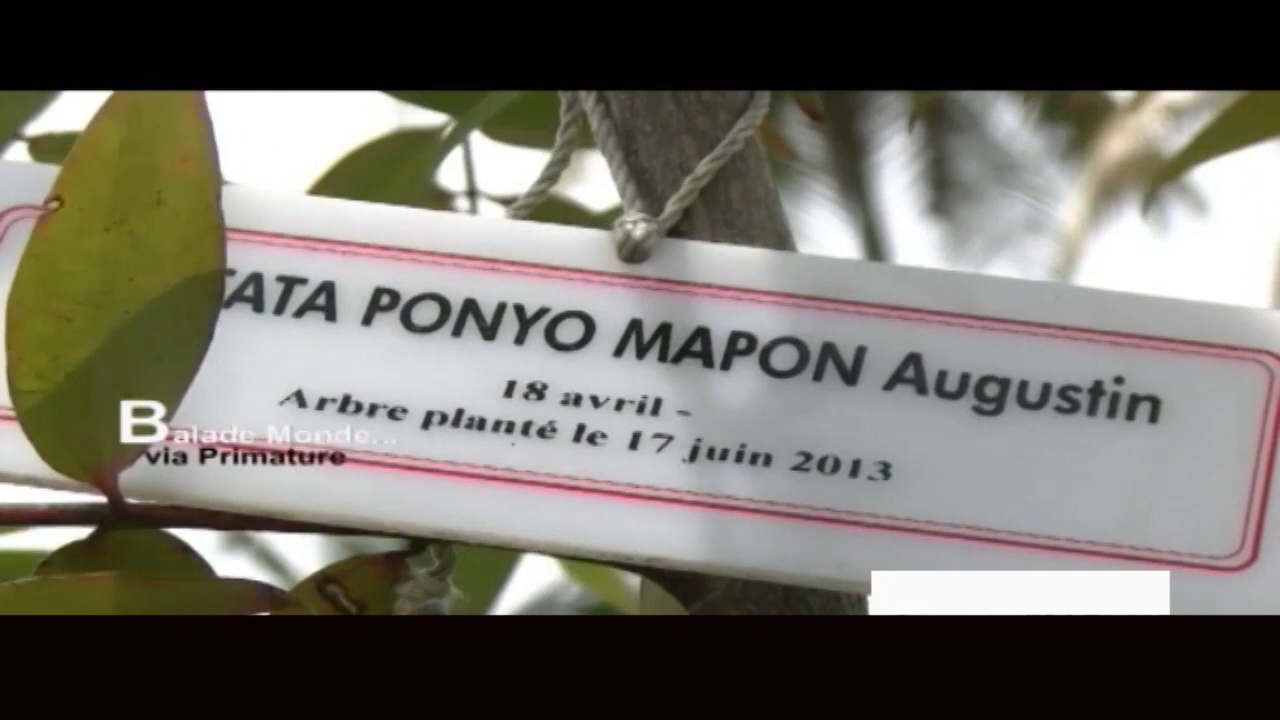 TATA PONYO MAPON Augustin
18 avril -
Arbre planté le 17 juin 2013
Balade Monde...
via Primature